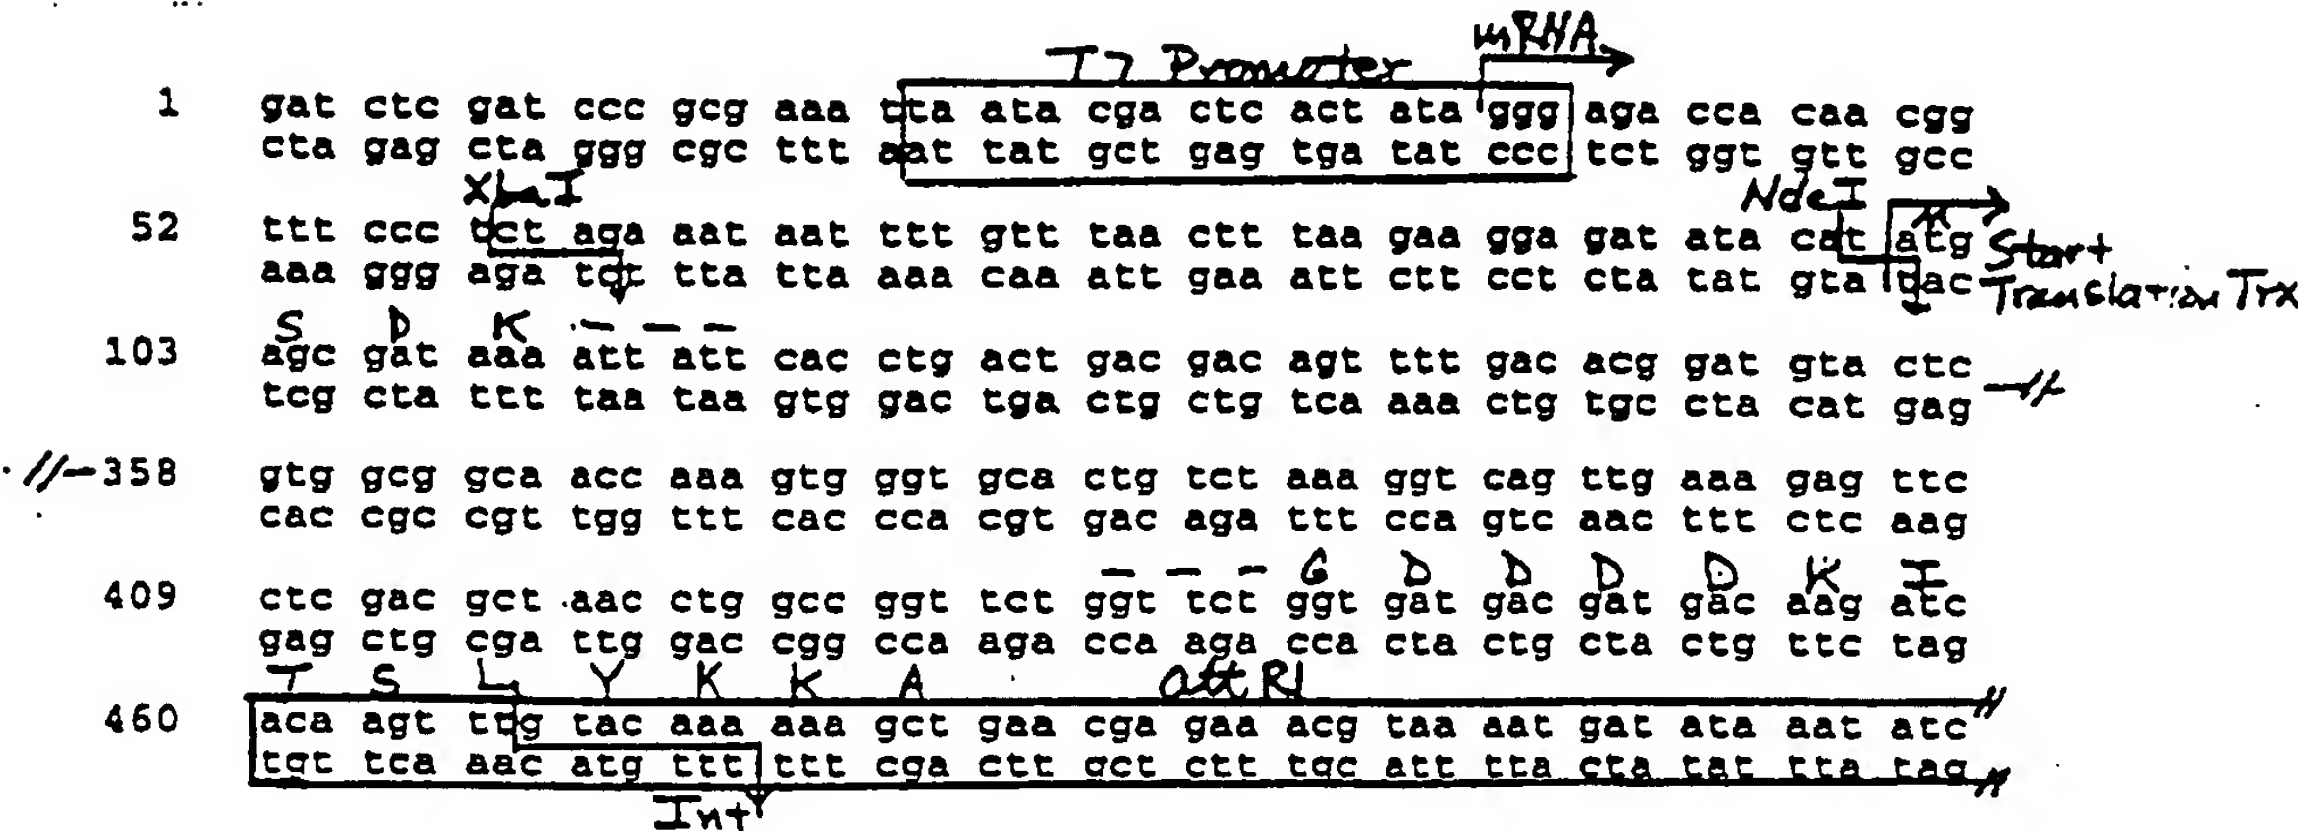 T7 Promoter mRNA
1 gat ctc gat ccc gcg aaa tta ata cga ctc act ata ggg aga cca caa cgg
cta gag cta ggg cgc ttt aat tat gct gag tga tat ccc tct ggt gtt gcc
XbaI NdeI
M
52 ttt ccc tct aga aat aat ttt gtt taa ctt taa gaa gga gat ata cat atg Start
aaa ggg aga tct tta tta aaa caa att gaa att ctt cct cta tat gta tac Translation Trx
S D K - - -
103 agc gat aaa att att cac ctg act gac gac agt ttt gac acg gat gta ctc
tcg cta ttt taa taa gtg gac tga ctg ctg tca aaa ctg tgc cta cat gag -//
//-358 gtg gcg gca acc aaa gtg ggt gca ctg tct aaa ggt cag ttg aaa gag ttc
cac cgc cgt tgg ttt cac cca cgt gac aga ttt cca gtc aac ttt ctc aag
- - - G D D D D K I
409 ctc gac gct aac ctg gcc ggt tct ggt tct ggt gat gac gat gac aag atc
gag ctg cga ttg gac cgg cca aga cca aga cca cta ctg cta ctg ttc tag
T S L Y K K A attR1
460 aca agt ttg tac aaa aaa gct gaa cga gaa acg taa aat gat ata aat atc //
tgt tca aac atg ttt ttt cga ctt gct ctt tgc att tta cta tat tta tag //
Int